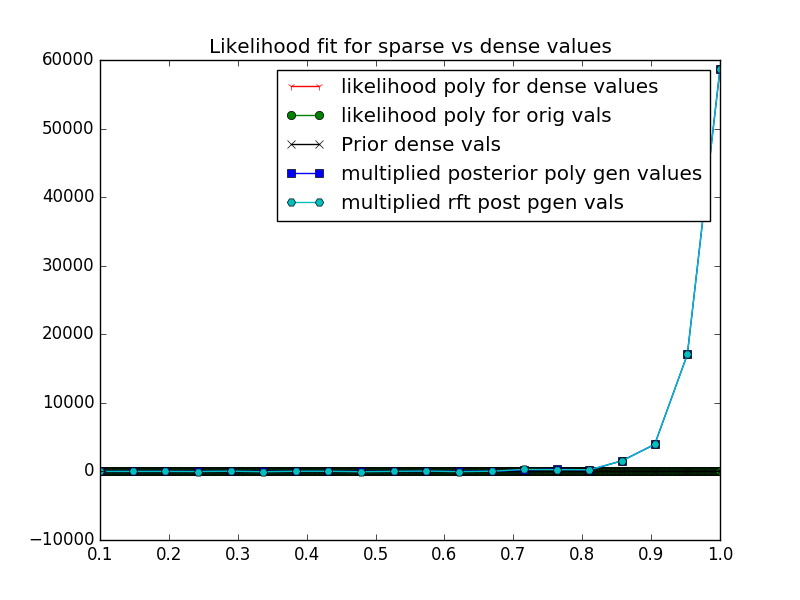 Likelihood fit for sparse vs dense values
60000
50000
40000
30000
20000
10000
0
−10000
likelihood poly for dense values
likelihood poly for orig vals
Prior dense vals
multiplied posterior poly gen values
multiplied rft post pgen vals
0.1 0.2 0.3 0.4 0.5 0.6 0.7 0.8 0.9 1.0